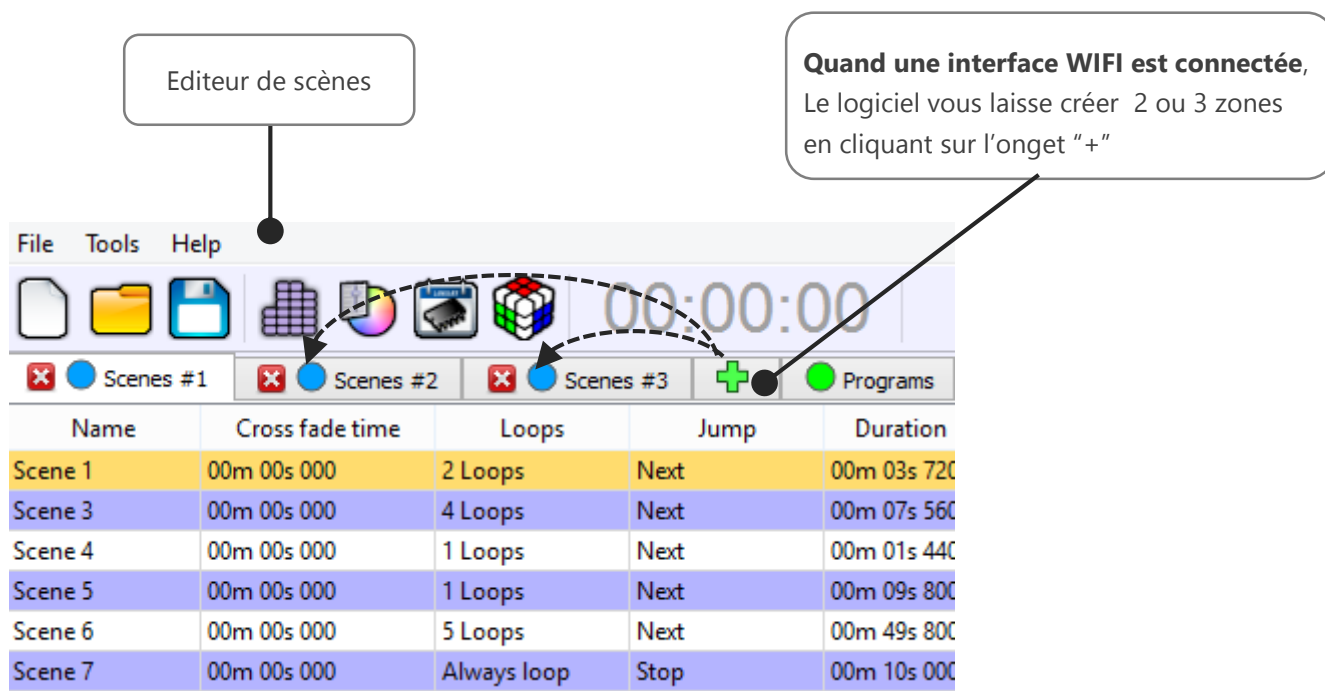 Editeur de scènes
Quand une interface WIFI est connectée,
Le logiciel vous laisse créer 2 ou 3 zones
en cliquant sur l'onget “+”
File Tools Help
00:00:00
Scenes #1 Scenes #2 Scenes #3 Programs
Name Cross fade time Loops Jump Duration
Scene 1 00m 00s 000 2 Loops Next 00m 03s 720
Scene 3 00m 00s 000 4 Loops Next 00m 07s 560
Scene 4 00m 00s 000 1 Loops Next 00m 01s 440
Scene 5 00m 00s 000 1 Loops Next 00m 09s 800
Scene 6 00m 00s 000 5 Loops Next 00m 49s 800
Scene 7 00m 00s 000 Always loop Stop 00m 10s 000